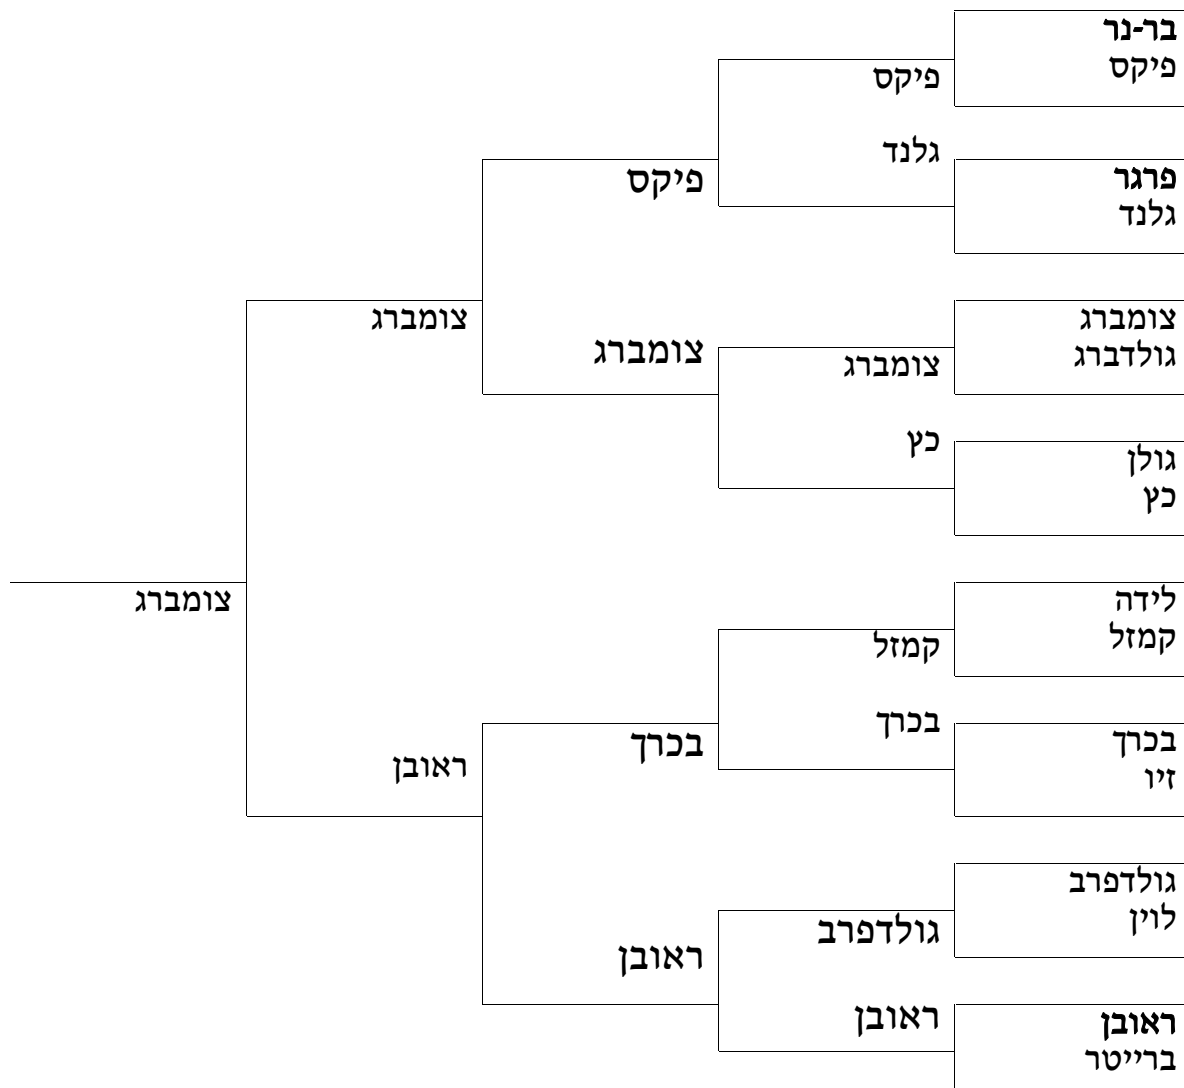 בר-נר
פיקס
פרגר
גלנד
צומברג
גולדברג
גולן
כץ
לידה
קמזל
בכרך
זיו
גולדפרב
לוין
ראובן
ברייטר
פיקס
גלנד
צומברג
כץ
קמזל
בכרך
גולדפרב
ראובן
פיקס
צומברג
בכרך
ראובן
צומברג
ראובן
צומברג